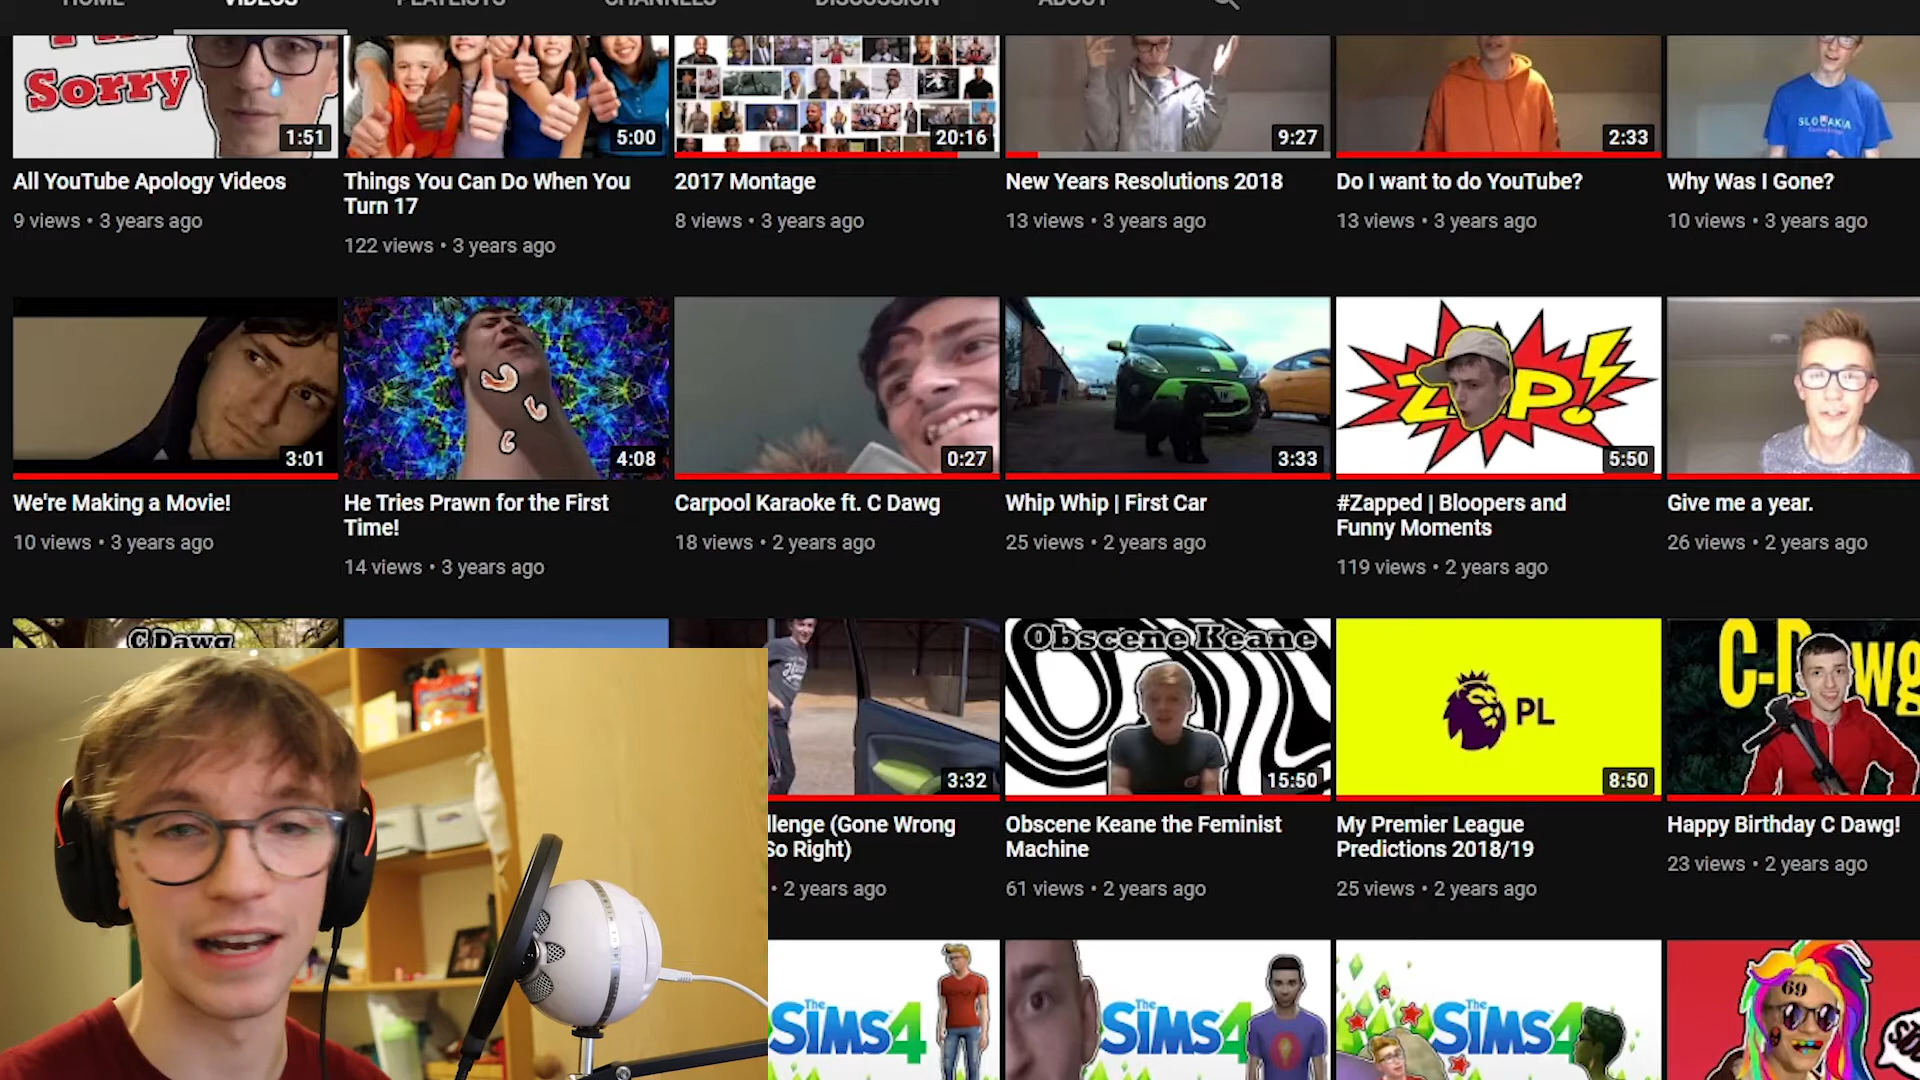 HOME VIDEOS PLAYLISTS CHANNELS DISCUSSION ABOUT
Sorry
1:51
5:00
20:16
9:27
2:33
SLOVAKIA
All YouTube Apology Videos
9 views • 3 years ago
Things You Can Do When You
Turn 17
122 views • 3 years ago
2017 Montage
8 views • 3 years ago
New Years Resolutions 2018
13 views • 3 years ago
Do I want to do YouTube?
13 views • 3 years ago
Why Was I Gone?
10 views • 3 years ago
3:01
4:08
0:27
3:33
ZAP!
5:50
We're Making a Movie!
10 views • 3 years ago
He Tries Prawn for the First
Time!
14 views • 3 years ago
Carpool Karaoke ft. C Dawg
18 views • 2 years ago
Whip Whip | First Car
25 views • 2 years ago
#Zapped | Bloopers and
Funny Moments
119 views • 2 years ago
Give me a year.
26 views • 2 years ago
C Dawg
3:32
Obscene Keane
15:50
PL
8:50
C-Dawg
llenge (Gone Wrong
So Right)
• 2 years ago
Obscene Keane the Feminist
Machine
61 views • 2 years ago
My Premier League
Predictions 2018/19
25 views • 2 years ago
Happy Birthday C Dawg!
23 views • 2 years ago
The
SIMS4
The
SIMS4
The
SIMS4
69